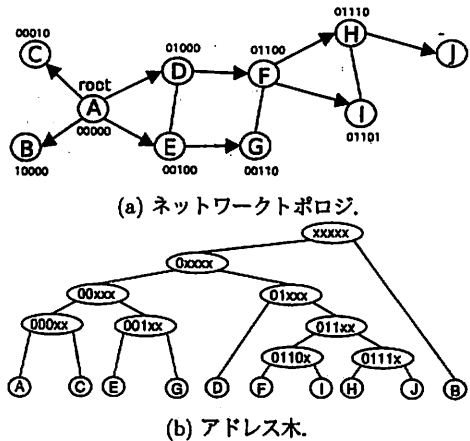 00010
C
root
A
00000
B
10000
01000
D
E
00100
01100
F
G
00110
01110
H
I
01101
-
J
(a) ネットワークトポロジ.
xxxxx
0xxxx
00xxx
01xxx
000xx
001xx
011xx
0110x
0111x
A
C
E
G
D
F
I
H
J
B
(b) アドレス木.